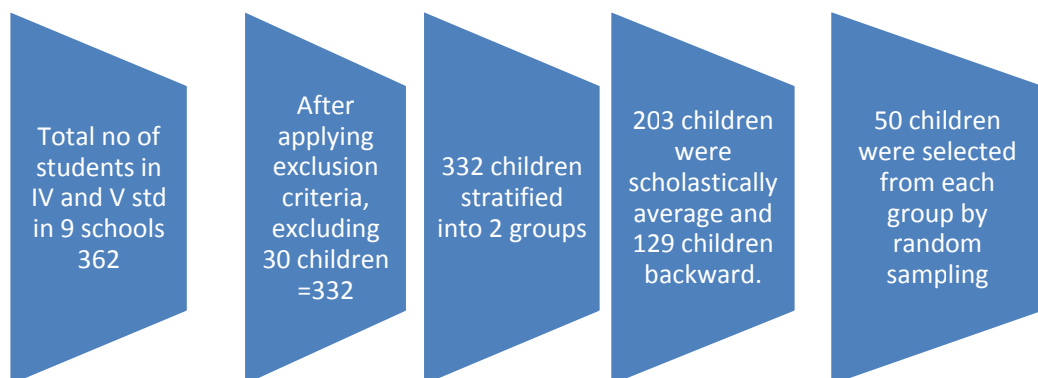 Total no of
students in
IV and V std
in 9 schools
362
After
applying
exclusion
criteria,
excluding
30 children
=332
332 children
stratified
into 2 groups
203 children
were
scholastically
average and
129 children
backward.
50 children
were selected
from each
group by
random
sampling